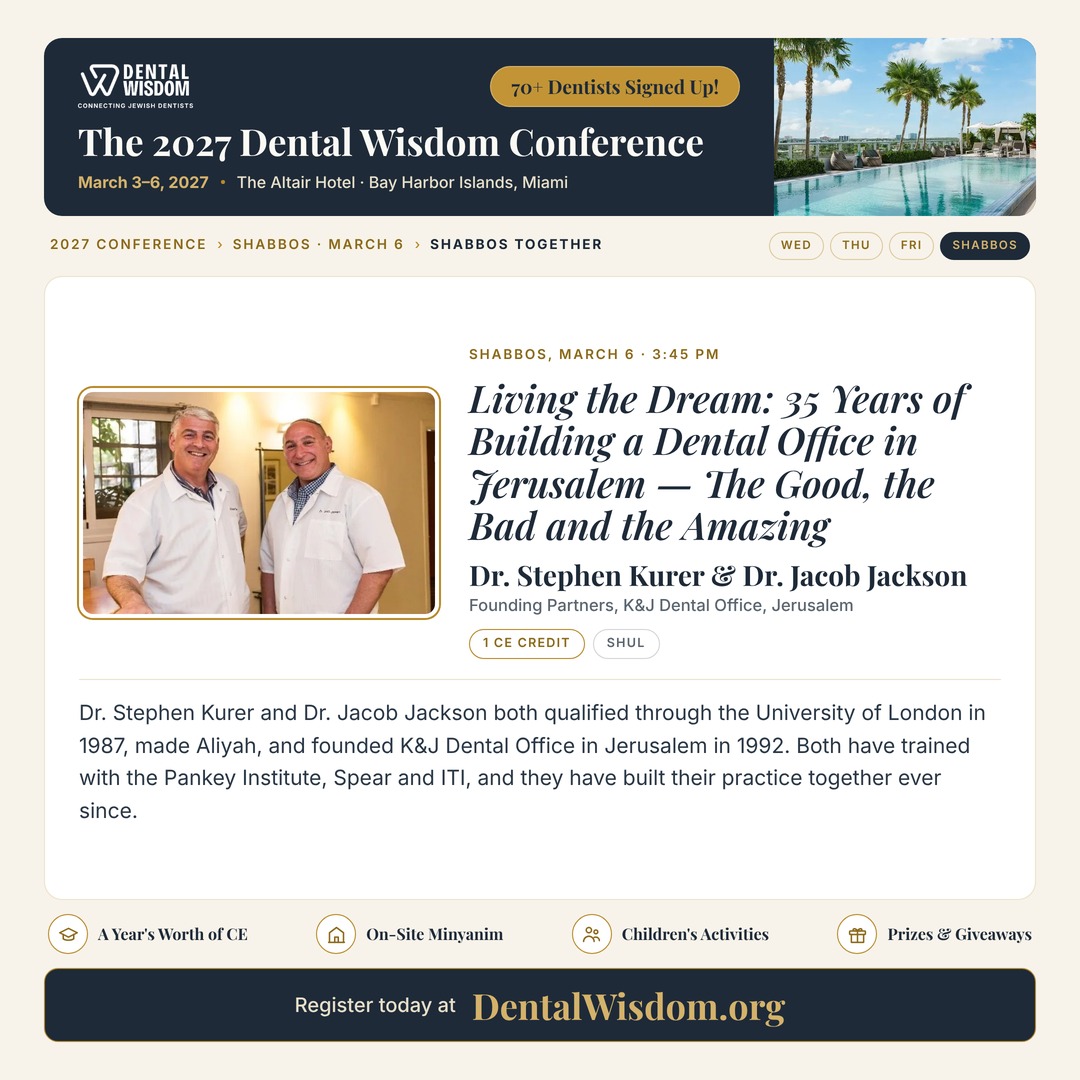 DENTAL
WISDOM
CONNECTING JEWISH DENTISTS
70+ Dentists Signed Up!
The 2027 Dental Wisdom Conference
March 3–6, 2027 • The Altair Hotel · Bay Harbor Islands, Miami
2027 CONFERENCE › SHABBOS · MARCH 6 › SHABBOS TOGETHER
WED THU FRI SHABBOS
SHABBOS, MARCH 6 · 3:45 PM
Living the Dream: 35 Years of
Building a Dental Office in
Jerusalem — The Good, the
Bad and the Amazing
Dr. Stephen Kurer & Dr. Jacob Jackson
Founding Partners, K&J Dental Office, Jerusalem
1 CE CREDIT SHUL
Dr. Stephen Kurer and Dr. Jacob Jackson both qualified through the University of London in
1987, made Aliyah, and founded K&J Dental Office in Jerusalem in 1992. Both have trained
with the Pankey Institute, Spear and ITI, and they have built their practice together ever
since.
A Year's Worth of CE
On-Site Minyanim
Children's Activities
Prizes & Giveaways
Register today at DentalWisdom.org